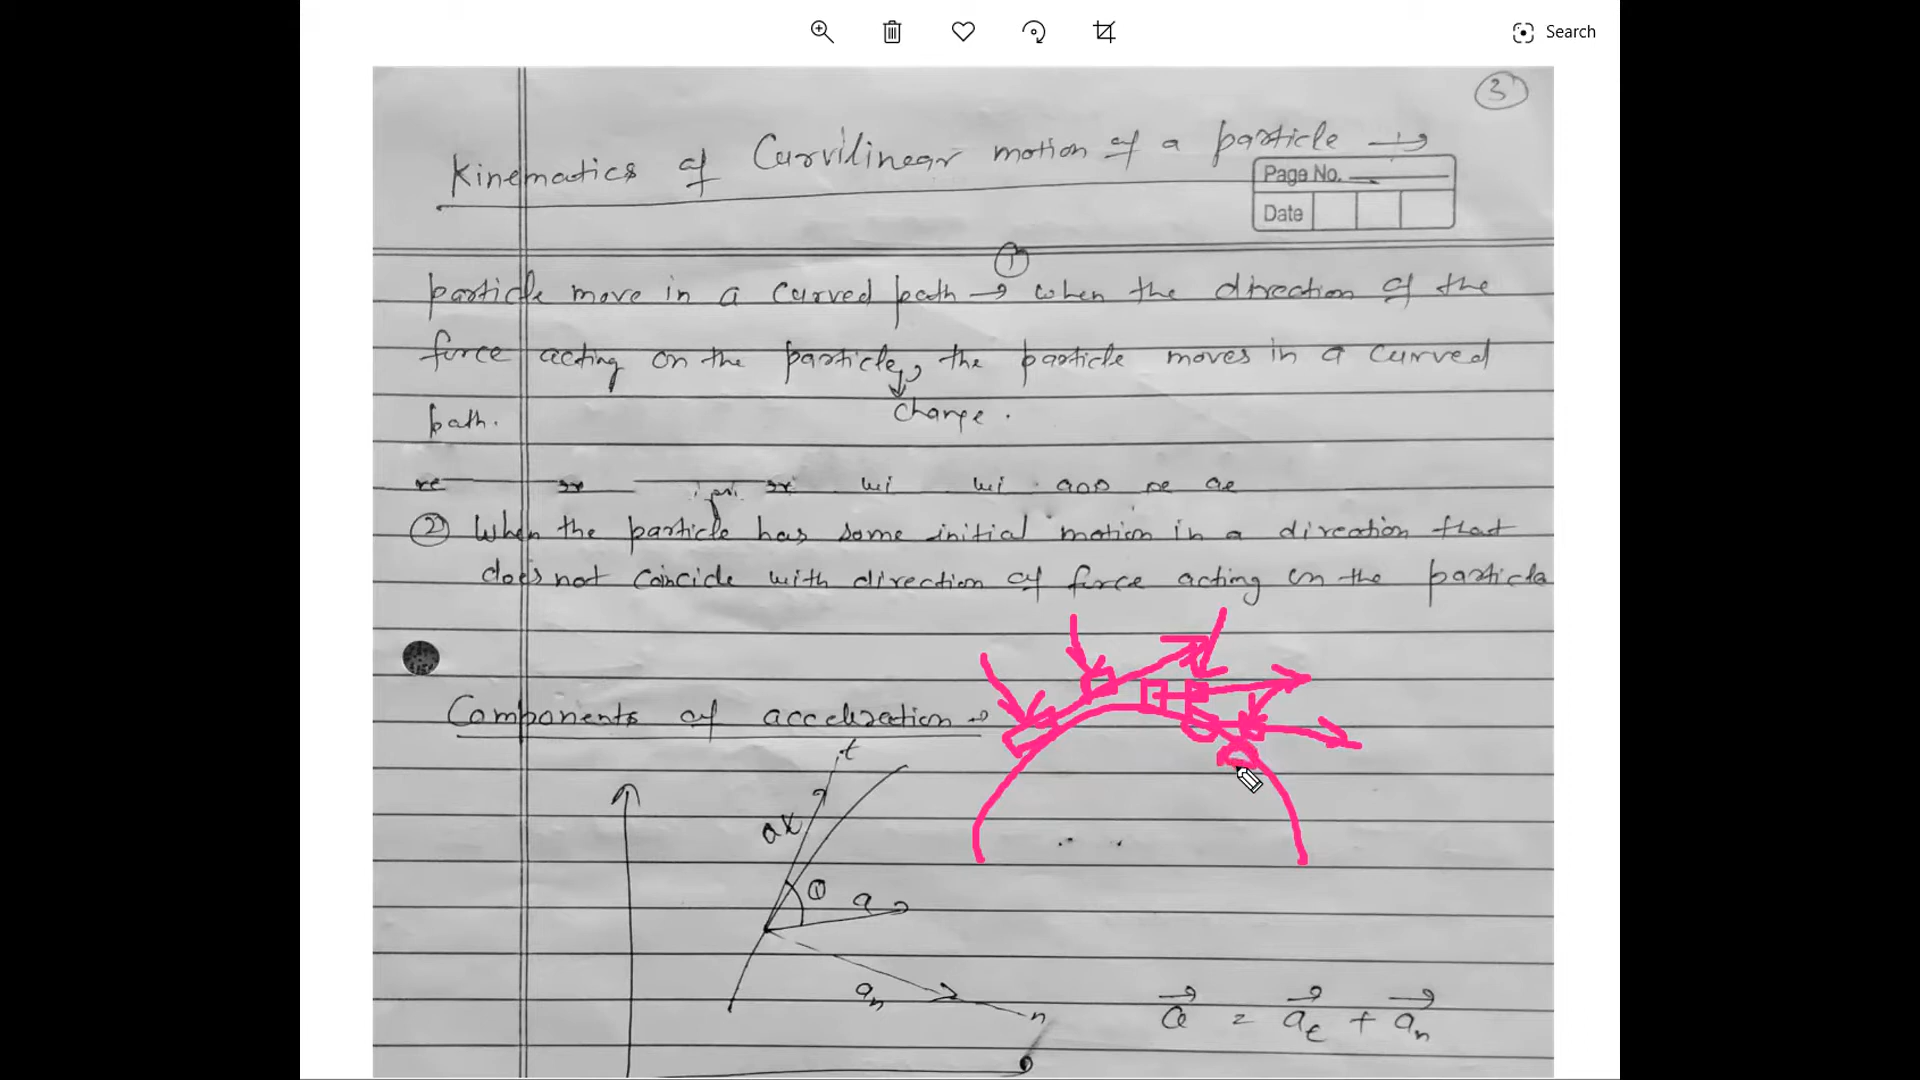 Search
3
Kinematics of Curvilinear motion of a particle →
Page No.
Date
①
particle move in a curved path → when the direction of the
force acting on the particle, the particle moves in a curved
change.
path.
② When the particle has some initial motion in a direction that
does not coincide with direction of force acting on the particle
Components of acceleration →
t
at
θ
a
an
n
a = at + an